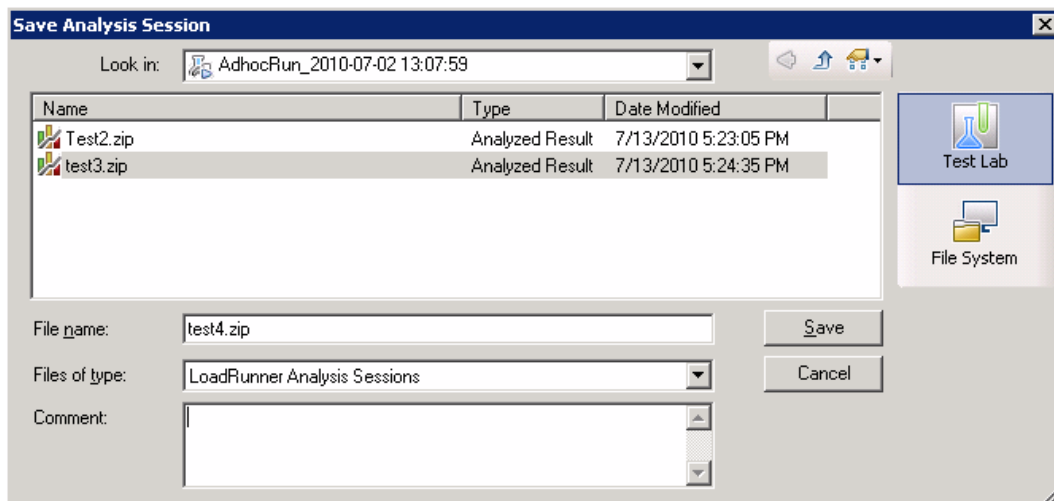 Save Analysis Session
Look in: AdhocRun_2010-07-02 13:07:59
Name Type Date Modified
Test2.zip Analyzed Result 7/13/2010 5:23:05 PM
test3.zip Analyzed Result 7/13/2010 5:24:35 PM
Test Lab
File System
File name: test4.zip Save
Files of type: LoadRunner Analysis Sessions Cancel
Comment: